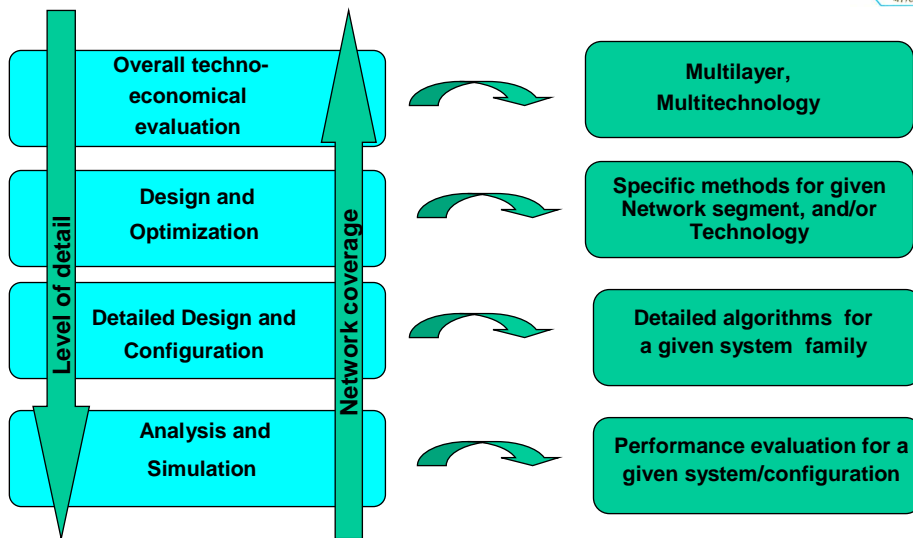 Overall techno-
economical
evaluation
Multilayer,
Multitechnology
Design and
Optimization
Specific methods for given
Network segment, and/or
Technology
Level of detail
Network coverage
Detailed Design and
Configuration
Detailed algorithms for
a given system family
Analysis and
Simulation
Performance evaluation for a
given system/configuration